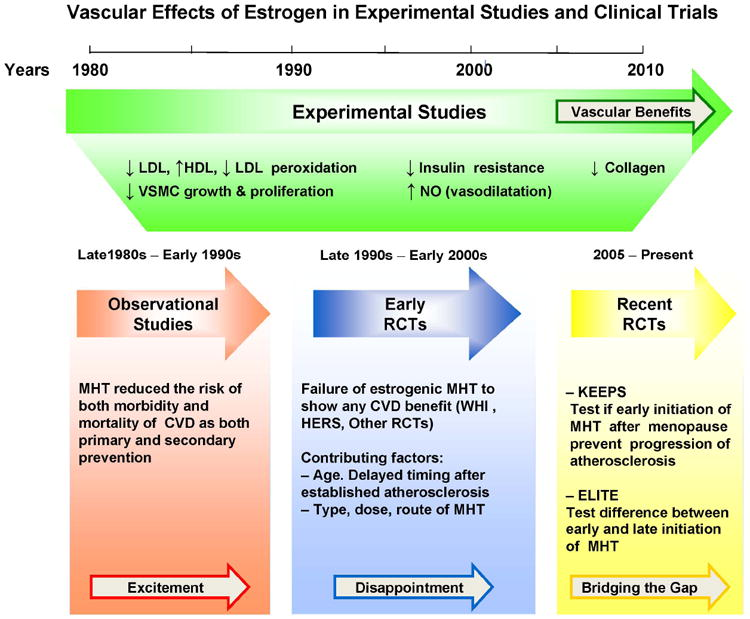 Vascular Effects of Estrogen in Experimental Studies and Clinical Trials
Years 1980 1990 2000 2010
Experimental Studies
Vascular Benefits
↓ LDL, ↑HDL, ↓ LDL peroxidation
↓ VSMC growth & proliferation
↓ Insulin resistance
↑ NO (vasodilatation)
↓ Collagen
Late1980s – Early 1990s
Observational
Studies
MHT reduced the risk of
both morbidity and
mortality of CVD as both
primary and secondary
prevention
Excitement
Late 1990s – Early 2000s
Early
RCTs
Failure of estrogenic MHT to
show any CVD benefit (WHI ,
HERS, Other RCTs)
Contributing factors:
– Age. Delayed timing after
established atherosclerosis
– Type, dose, route of MHT
Disappointment
2005 – Present
Recent
RCTs
– KEEPS
Test if early initiation of
MHT after menopause
prevent progression of
atherosclerosis
– ELITE
Test difference between
early and late initiation
of MHT
Bridging the Gap